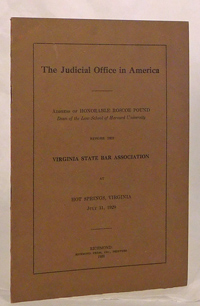 The Judicial Office in America
ADDRESS OF HONORABLE ROSCOE POUND
Dean of the Law School of Harvard University
BEFORE THE
VIRGINIA STATE BAR ASSOCIATION
AT
HOT SPRINGS, VIRGINIA
RICHMOND: